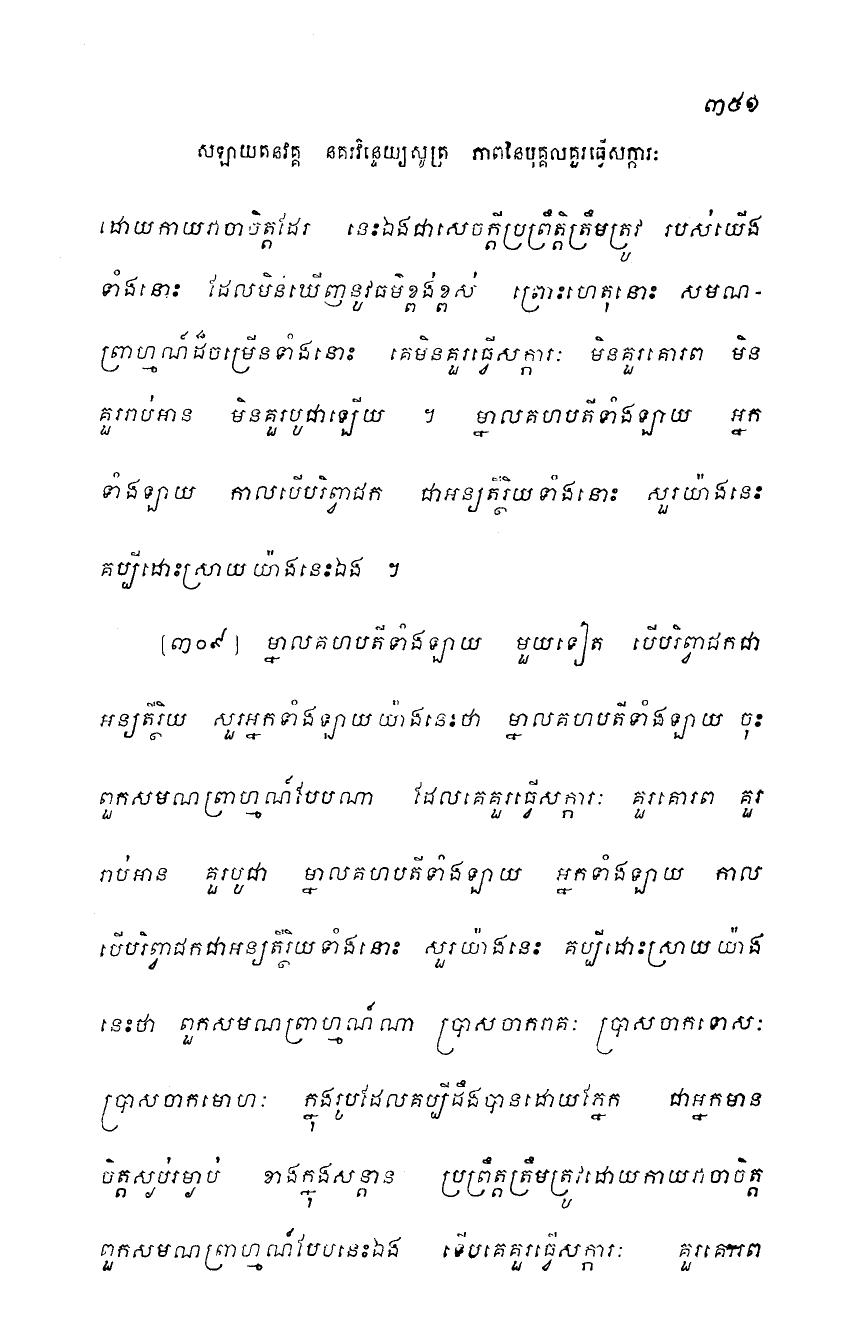 ៣៥១
សឡាយតនវគ្គ នគរវិន្ទេយ្យសូត្រ ភាពនៃបុគ្គលគួរធ្វើសក្ការៈ
ដោយកាយវាចាចិត្តដែរ នេះឯងជាសេចក្តីប្រព្រឹត្តិត្រឹមត្រូវ របស់យើង
ទាំងនោះ ដែលមិនឃើញនូវធម៌ខ្ពង់ខ្ពស់ ព្រោះហេតុនោះ សមណ-
ព្រាហ្មណ៍ដ៏ចម្រើនទាំងនោះ គេមិនគួរធ្វើសក្ការៈ មិនគួរគោរព មិន
គួររាប់អាន មិនគួរបូជាឡើយ ។ ម្នាលគហបតីទាំងឡាយ អ្នក
ទាំងឡាយ កាលបើបរិព្វាជក ជាអន្យតិរ្ថិយទាំងនោះ សួរយ៉ាងនេះ
គប្បីដោះស្រាយយ៉ាងនេះឯង ។
[៣០៩] ម្នាលគហបតីទាំងឡាយ មួយទៀត បើបរិព្វាជកជា
អន្យតិរ្ថិយ សួរអ្នកទាំងឡាយយ៉ាងនេះថា ម្នាលគហបតីទាំងឡាយ ចុះ
ពួកសមណព្រាហ្មណ៍បែបណា ដែលគេគួរធ្វើសក្ការៈ គួរគោរព គួរ
រាប់អាន គួរបូជា ម្នាលគហបតីទាំងឡាយ អ្នកទាំងឡាយ កាល
បើបរិព្វាជកជាអន្យតិរ្ថិយទាំងនោះ សួរយ៉ាងនេះ គប្បីដោះស្រាយយ៉ាង
នេះថា ពួកសមណព្រាហ្មណ៍ណា ប្រាសចាករាគៈ ប្រាសចាកទោសៈ
ប្រាសចាកមោហៈ ក្នុងរូបដែលគប្បីដឹងបានដោយភ្នែក ជាអ្នកមាន
ចិត្តស្ងប់រម្ងាប់ ខាងក្នុងសន្តាន ប្រព្រឹត្តត្រឹមត្រូវដោយកាយវាចាចិត្ត
ពួកសមណព្រាហ្មណ៍បែបនេះឯង ទើបគេគួរធ្វើសក្ការៈ គួរគោរព